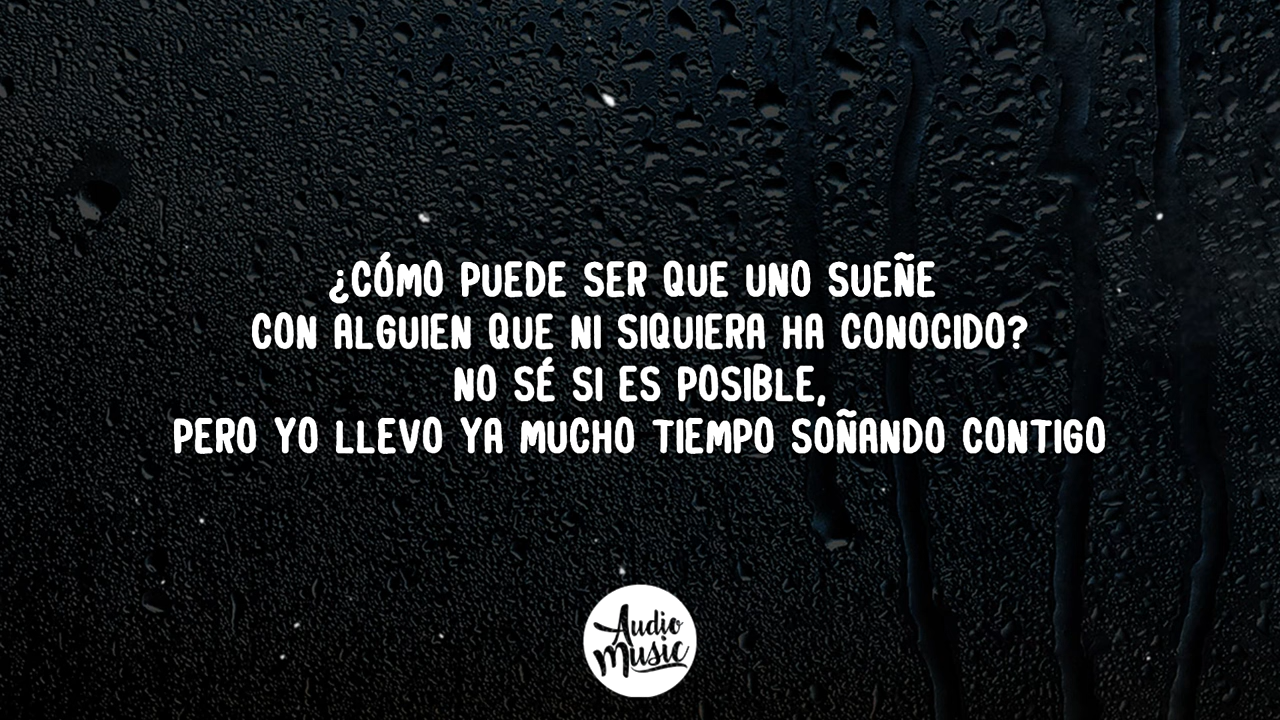 ¿CÓMO PUEDE SER QUE UNO SUEÑE
CON ALGUIEN QUE NI SIQUIERA HA CONOCIDO?
NO SÉ SI ES POSIBLE,
PERO YO LLEVO YA MUCHO TIEMPO SOÑANDO CONTIGO
Audio
Music